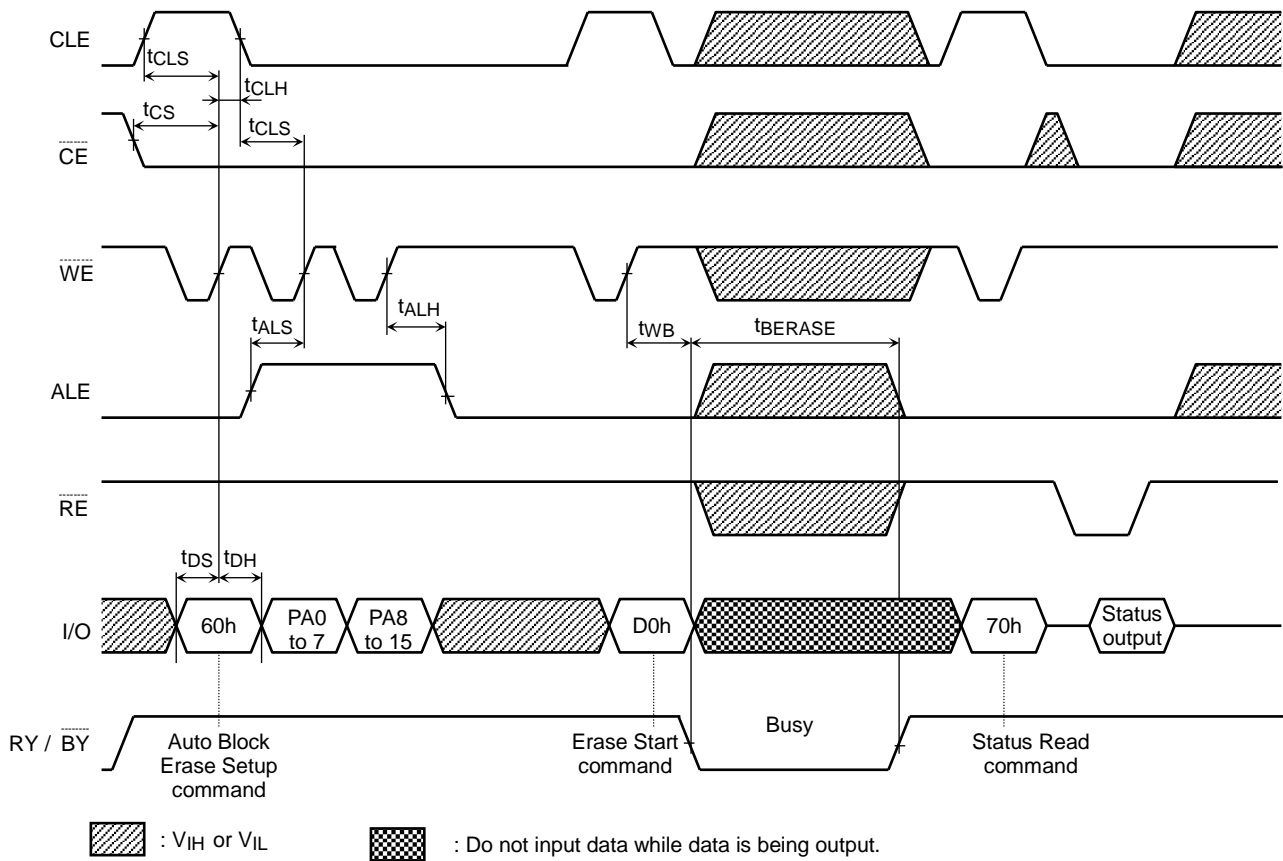 CLE
tCLS
tCLH
tCS
tCLS
CE
WE
tALS
tALH
tWB
tBERASE
ALE
RE
tDS
tDH
I/O
60h
PA0
to 7
PA8
to 15
D0h
70h
Status
output
RY / BY
Busy
Auto Block
Erase Setup
command
Erase Start
command
Status Read
command
: VIH or VIL
: Do not input data while data is being output.